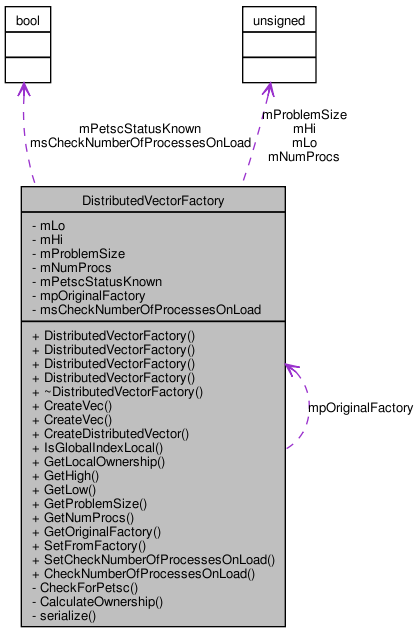 bool
unsigned
mPetscStatusKnown
msCheckNumberOfProcessesOnLoad
mProblemSize
mHi
mLo
mNumProcs
DistributedVectorFactory
- mLo
- mHi
- mProblemSize
- mNumProcs
- mPetscStatusKnown
- mpOriginalFactory
- msCheckNumberOfProcessesOnLoad
+ DistributedVectorFactory()
+ DistributedVectorFactory()
+ DistributedVectorFactory()
+ DistributedVectorFactory()
+ ~DistributedVectorFactory()
+ CreateVec()
+ CreateVec()
+ CreateDistributedVector()
+ IsGlobalIndexLocal()
+ GetLocalOwnership()
+ GetHigh()
+ GetLow()
+ GetProblemSize()
+ GetNumProcs()
+ GetOriginalFactory()
+ SetFromFactory()
+ SetCheckNumberOfProcessesOnLoad()
+ CheckNumberOfProcessesOnLoad()
- CheckForPetsc()
- CalculateOwnership()
- serialize()
mpOriginalFactory